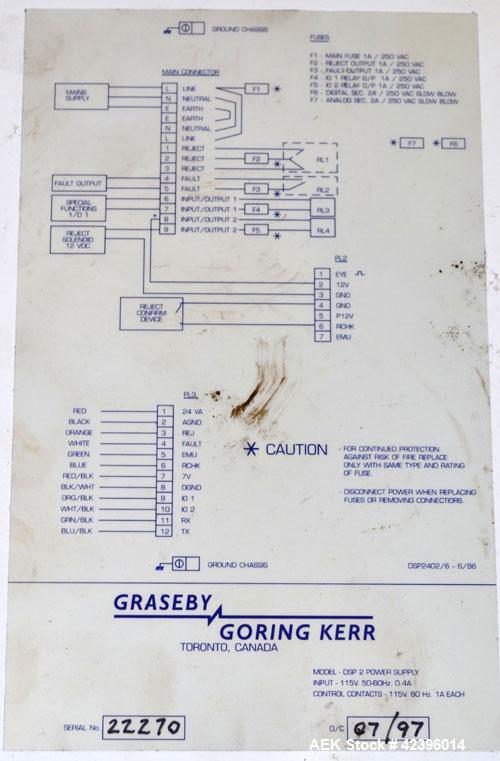 GROUND CHASSIS
FUSES
F1 - MAIN FUSE 1A / 250 VAC
F2 - REJECT OUTPUT 1A / 250 VAC
F3 - FAULT/OUTPUT 1A / 250 VAC
F4 - IO 1 RELAY O/P 1A / 250 VAC
F5 - IO 2 RELAY O/P 1A / 250 VAC
F6 - DIGITAL SEC. 2A / 250 VAC SLOW BLOW
F7 - ANALOG SEC. 2A / 250 VAC SLOW BLOW
MAIN CONNECTOR
MAINS SUPPLY
L LINE F1 *
N NEUTRAL
E EARTH
E EARTH
N NEUTRAL
L LINE
* F7 * F6
1 REJECT
2 REJECT F2 * RL1
3 REJECT
FAULT OUTPUT
4 FAULT
5 FAULT F3 * RL2
SPECIAL FUNCTIONS 1/D 1
6 INPUT/OUTPUT 1 RL3
7 INPUT/OUTPUT 1 F4 *
8 INPUT/OUTPUT 2 RL4
9 INPUT/OUTPUT 2 F5 *
REJECT SOLENOID 12 VDC
PL2
1 EYE
2 12V
3 GND
4 GND
5 P12V
6 RCHK
7 EMU
REJECT CONFIRM DEVICE
PL3
RED 1 24 VA
BLACK 2 AGND
ORANGE 3 REJ
WHITE 4 FAULT
GREEN 5 EMU
BLUE 6 RCHK
RED/BLK 7 7V
BLK/WHT 8 DGND
ORG/BLK 9 IO 1
WHT/BLK 10 IO 2
GRN/BLK 11 RX
BLU/BLK 12 TX
* CAUTION
- FOR CONTINUED PROTECTION
AGAINST RISK OF FIRE REPLACE
ONLY WITH SAME TYPE AND RATING
OF FUSE.
- DISCONNECT POWER WHEN REPLACING
FUSES OR REMOVING CONNECTORS.
GROUND CHASSIS
DSP2402/6 - 6/96
GRASEBY
GORING KERR
TORONTO, CANADA
MODEL - DSP 2 POWER SUPPLY
INPUT - 115V. 50-60Hz. 0.4A
CONTROL CONTACTS - 115V. 60 Hz. 1A EACH
SERIAL No. 22270
D/C 07/97
AEK Stock # 42396014